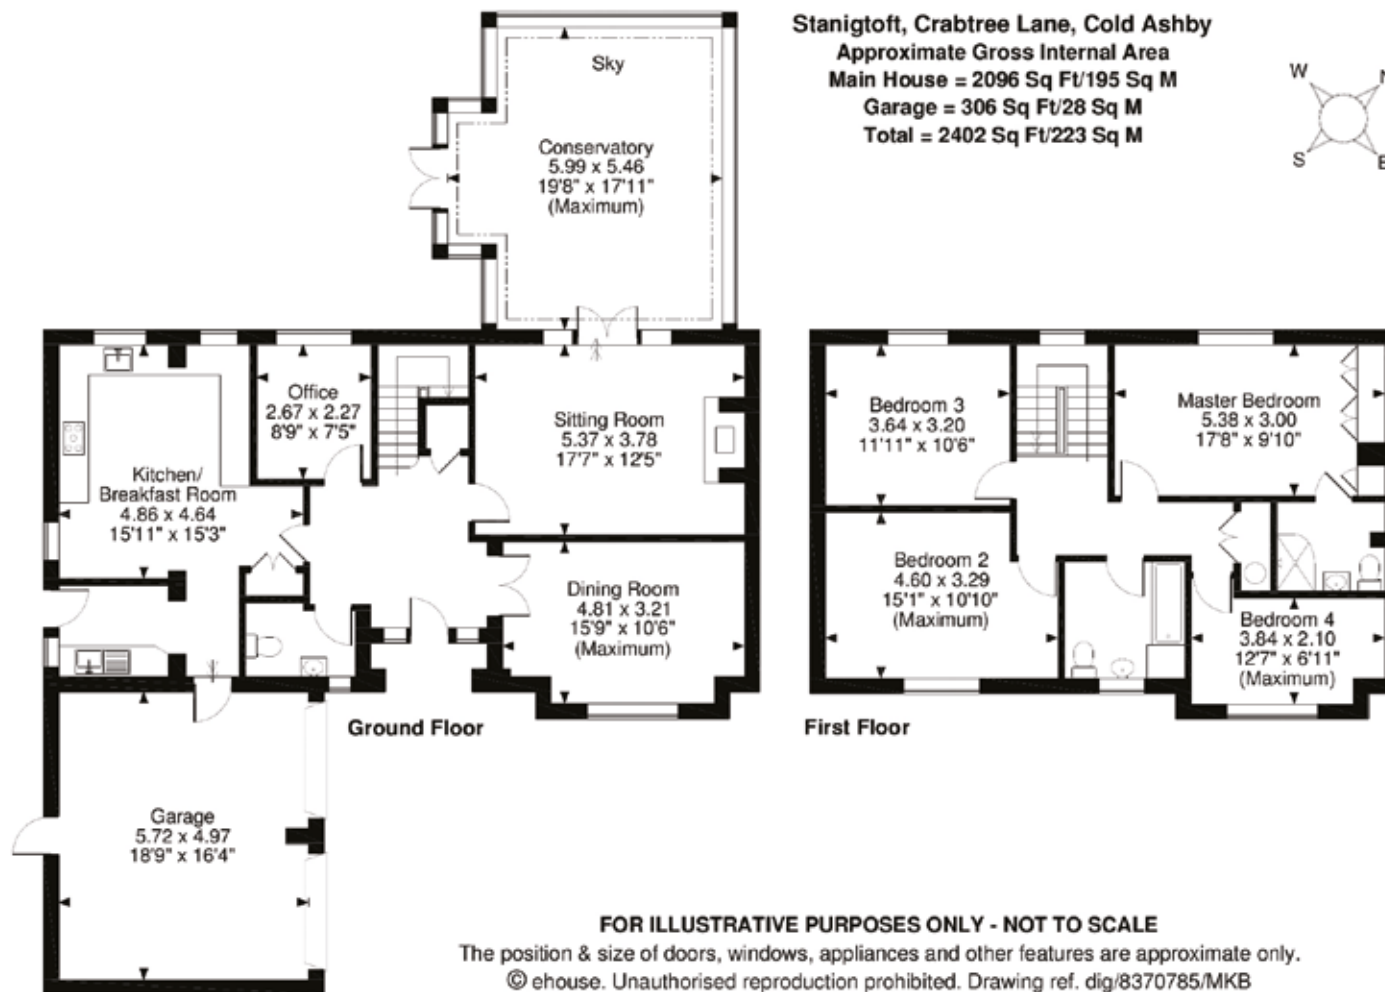 Stanigtoft, Crabtree Lane, Cold Ashby
Approximate Gross Internal Area
Main House = 2096 Sq Ft/195 Sq M
Garage = 306 Sq Ft/28 Sq M
Total = 2402 Sq Ft/223 Sq M
W
N
S
E
Sky
Conservatory
5.99 x 5.46
19'8" x 17'11"
(Maximum)
Office
2.67 x 2.27
8'9" x 7'5"
Sitting Room
5.37 x 3.78
17'7" x 12'5"
Kitchen/
Breakfast Room
4.86 x 4.64
15'11" x 15'3"
Dining Room
4.81 x 3.21
15'9" x 10'6"
(Maximum)
Ground Floor
Garage
5.72 x 4.97
18'9" x 16'4"
Bedroom 3
3.64 x 3.20
11'11" x 10'6"
Master Bedroom
5.38 x 3.00
17'8" x 9'10"
Bedroom 2
4.60 x 3.29
15'1" x 10'10"
(Maximum)
Bedroom 4
3.84 x 2.10
12'7" x 6'11"
(Maximum)
First Floor
FOR ILLUSTRATIVE PURPOSES ONLY - NOT TO SCALE
The position & size of doors, windows, appliances and other features are approximate only.
© ehouse. Unauthorised reproduction prohibited. Drawing ref. dig/8370785/MKB